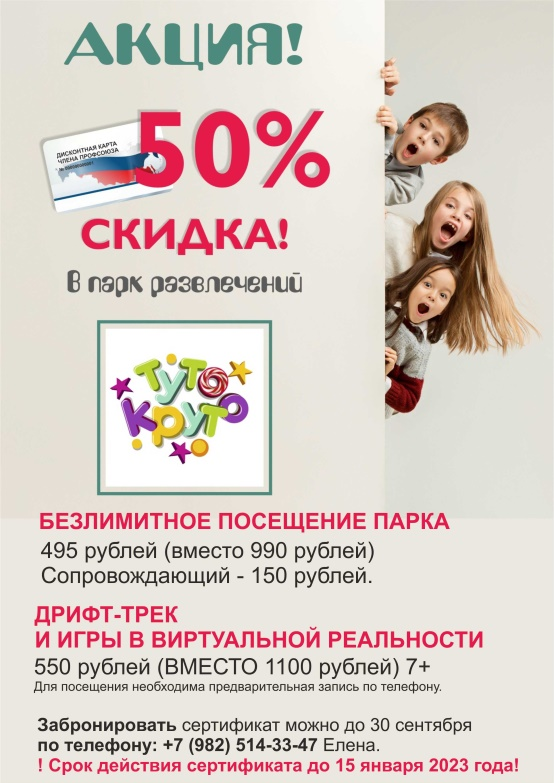 АКЦИЯ!
ДИСКОНТНАЯ КАРТА
ЧЛЕНА ПРОФСОЮЗА
50%
СКИДКА!
В парк развлечений
ТУТО
КРУТО
БЕЗЛИМИТНОЕ ПОСЕЩЕНИЕ ПАРКА
495 рублей (вместо 990 рублей)
Сопровождающий - 150 рублей.
ДРИФТ-ТРЕК
И ИГРЫ В ВИРТУАЛЬНОЙ РЕАЛЬНОСТИ
550 рублей (ВМЕСТО 1100 рублей) 7+
Для посещения необходима предварительная запись по телефону.
Забронировать сертификат можно до 30 сентября
по телефону: +7 (982) 514-33-47 Елена.
! Срок действия сертификата до 15 января 2023 года!